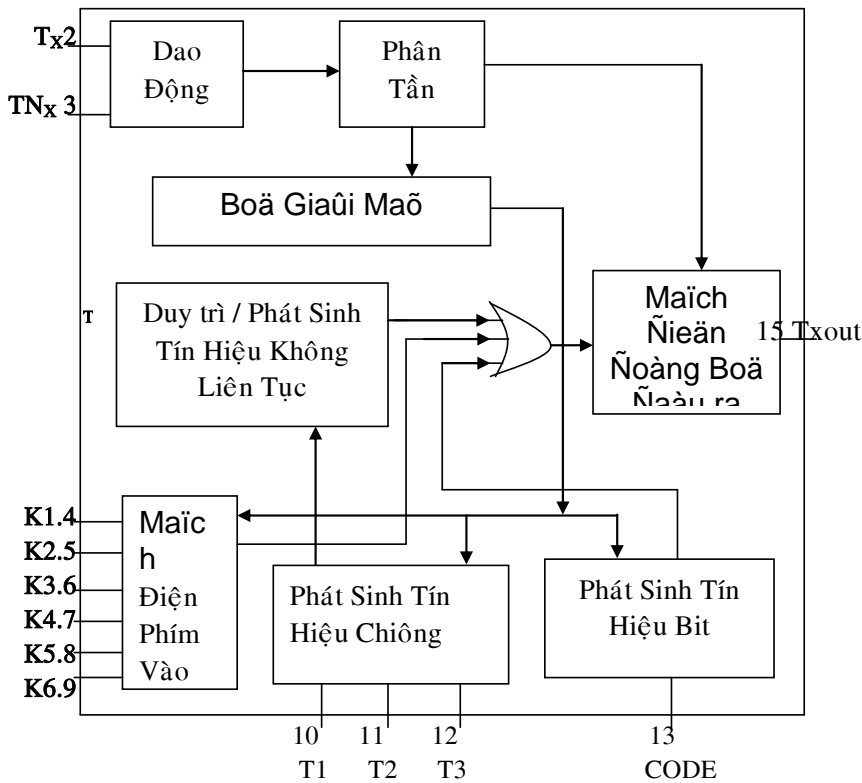 Tx2
TNx 3
Dao
Động
Phân
Tần
Boä Giaûi Maõ
T
Duy trì / Phát Sinh
Tín Hiệu Không
Liên Tục
Maïch
Ñieän
Ñoàng Boä
Ñaàu ra
15 Txout
K1.4
K2.5
K3.6
K4.7
K5.8
K6.9
Maïc
h
Điện
Phím
Vào
Phát Sinh Tín
Hiệu Chiông
Phát Sinh Tín
Hiệu Bit
10
11
12
13
T1
T2
T3
CODE